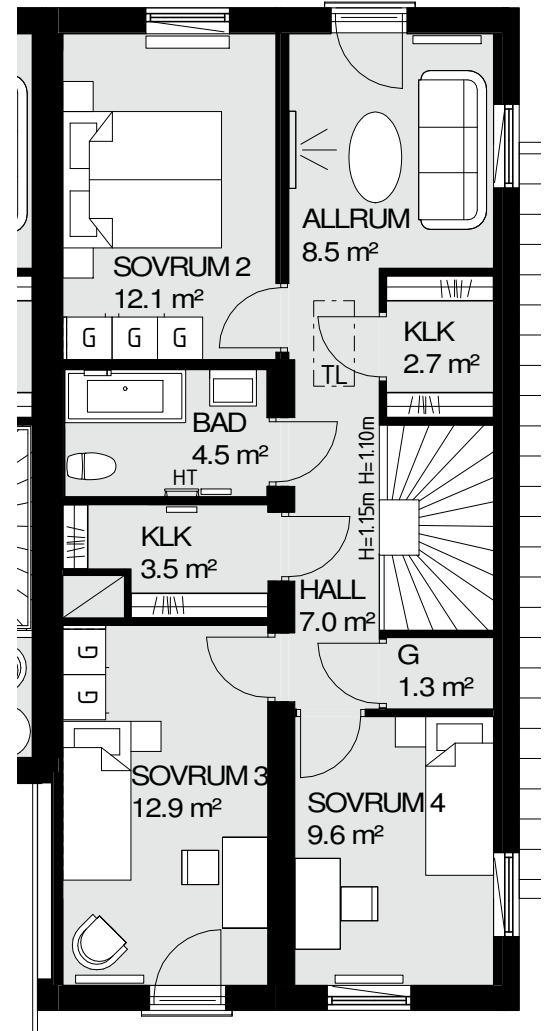 ALLRUM
8.5 m²
SOVRUM 2
12.1 m²
G G G
TL
KLK
2.7 m²
BAD
4.5 m²
HT
H=1.15m H=1.10m
KLK
3.5 m²
HALL
7.0 m²
G
1.3 m²
G
G
SOVRUM 3
12.9 m²
SOVRUM 4
9.6 m²